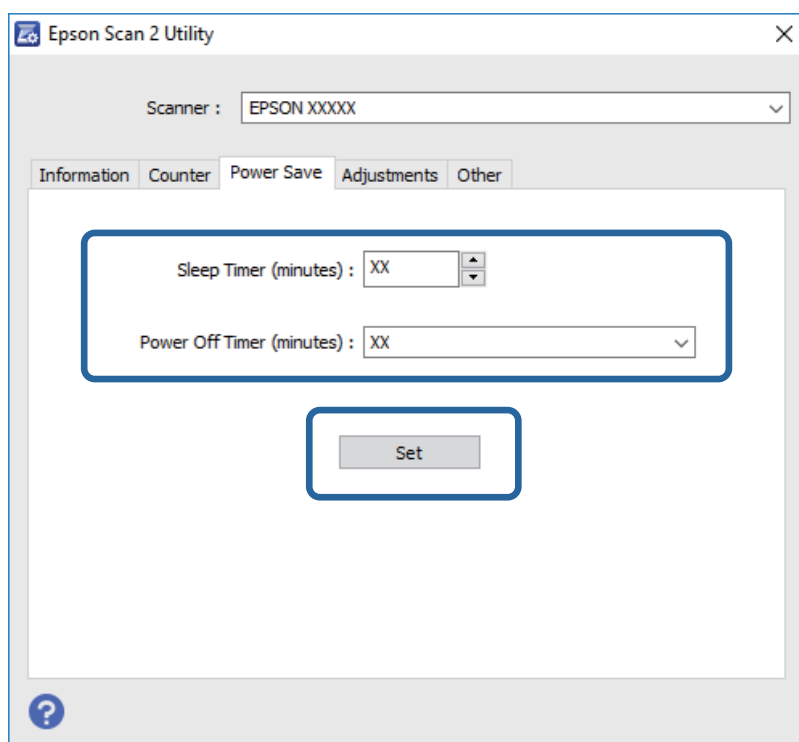 Epson Scan 2 Utility
Scanner : EPSON XXXXX
Information Counter Power Save Adjustments Other
Sleep Timer (minutes) : XX
Power Off Timer (minutes) : XX
Set
?